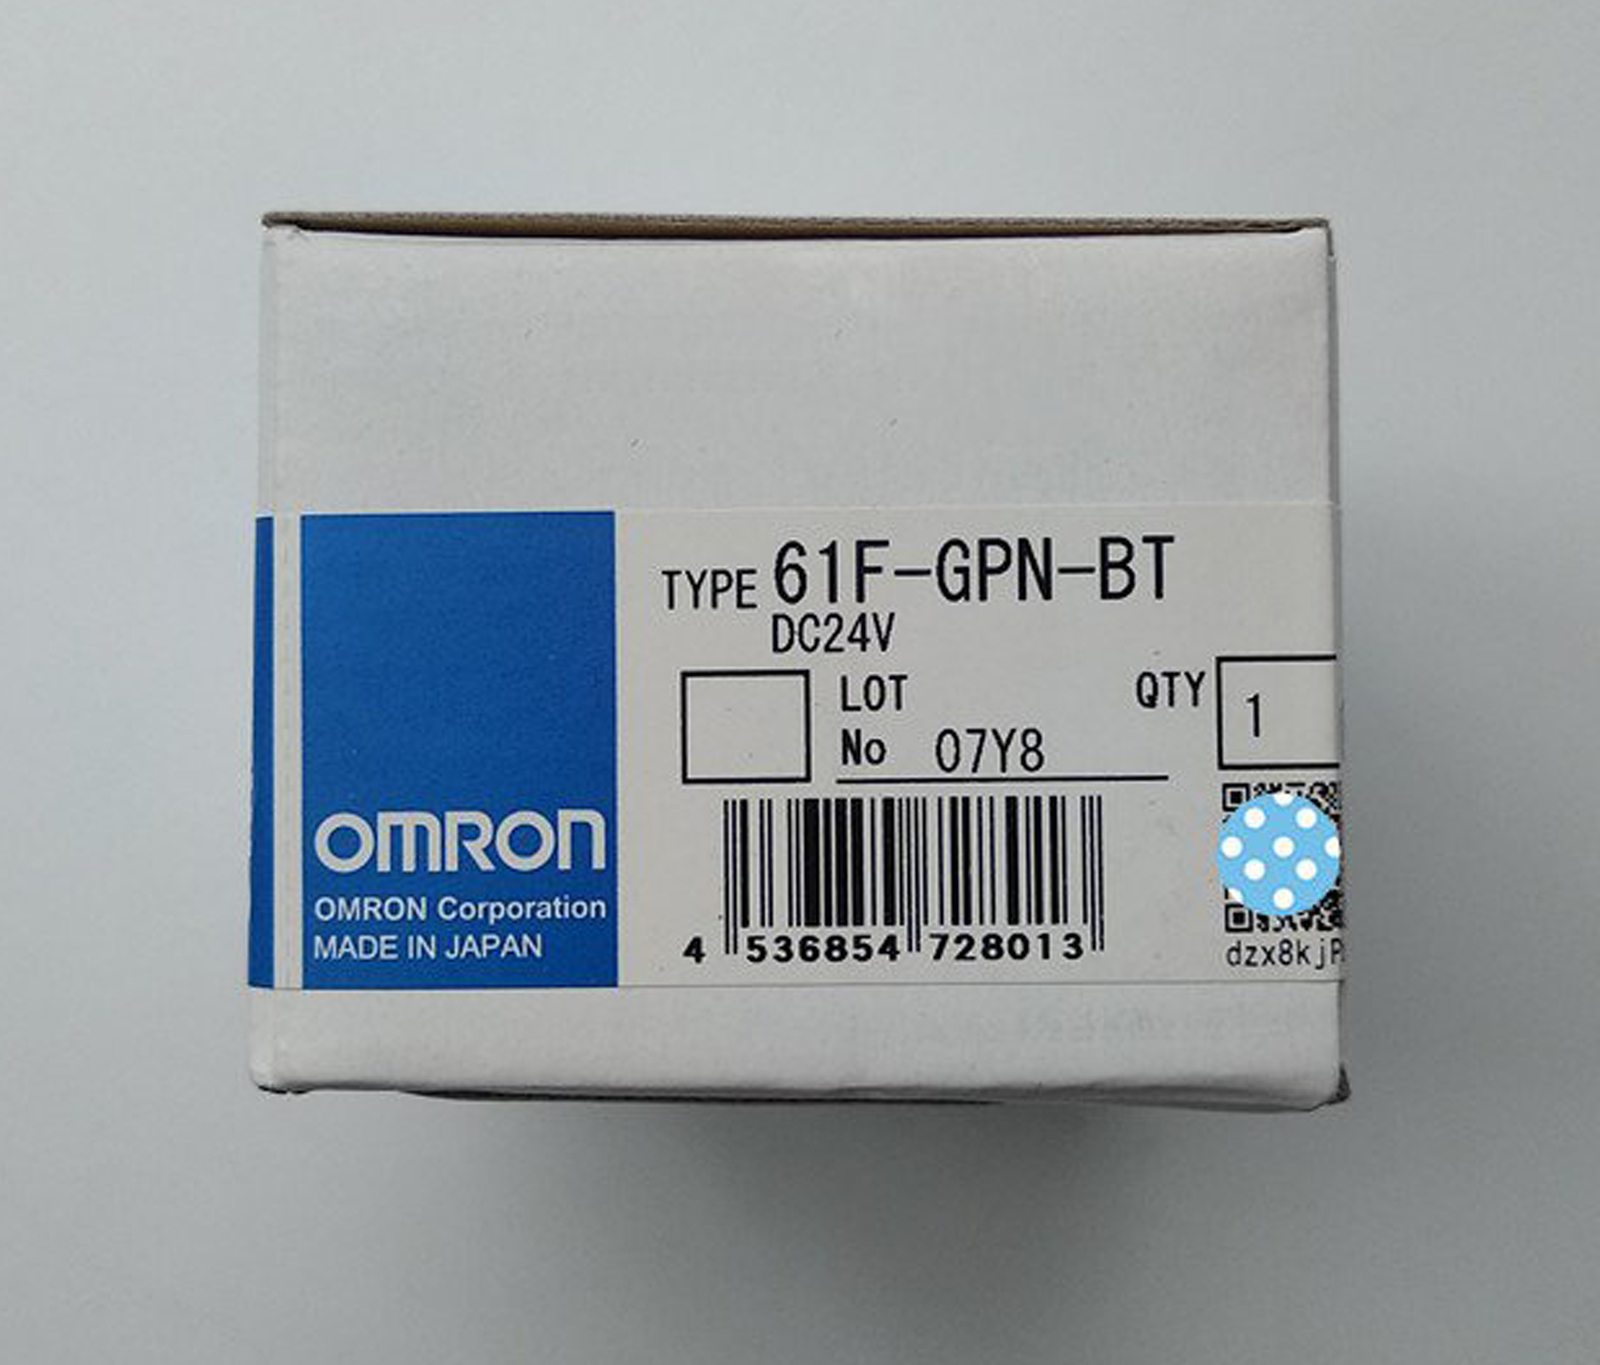 TYPE 61F-GPN-BT
DC24V
LOT
No 07Y8
QTY 1
OMRON
OMRON Corporation
MADE IN JAPAN
4 536854 728013
dzx8kjP